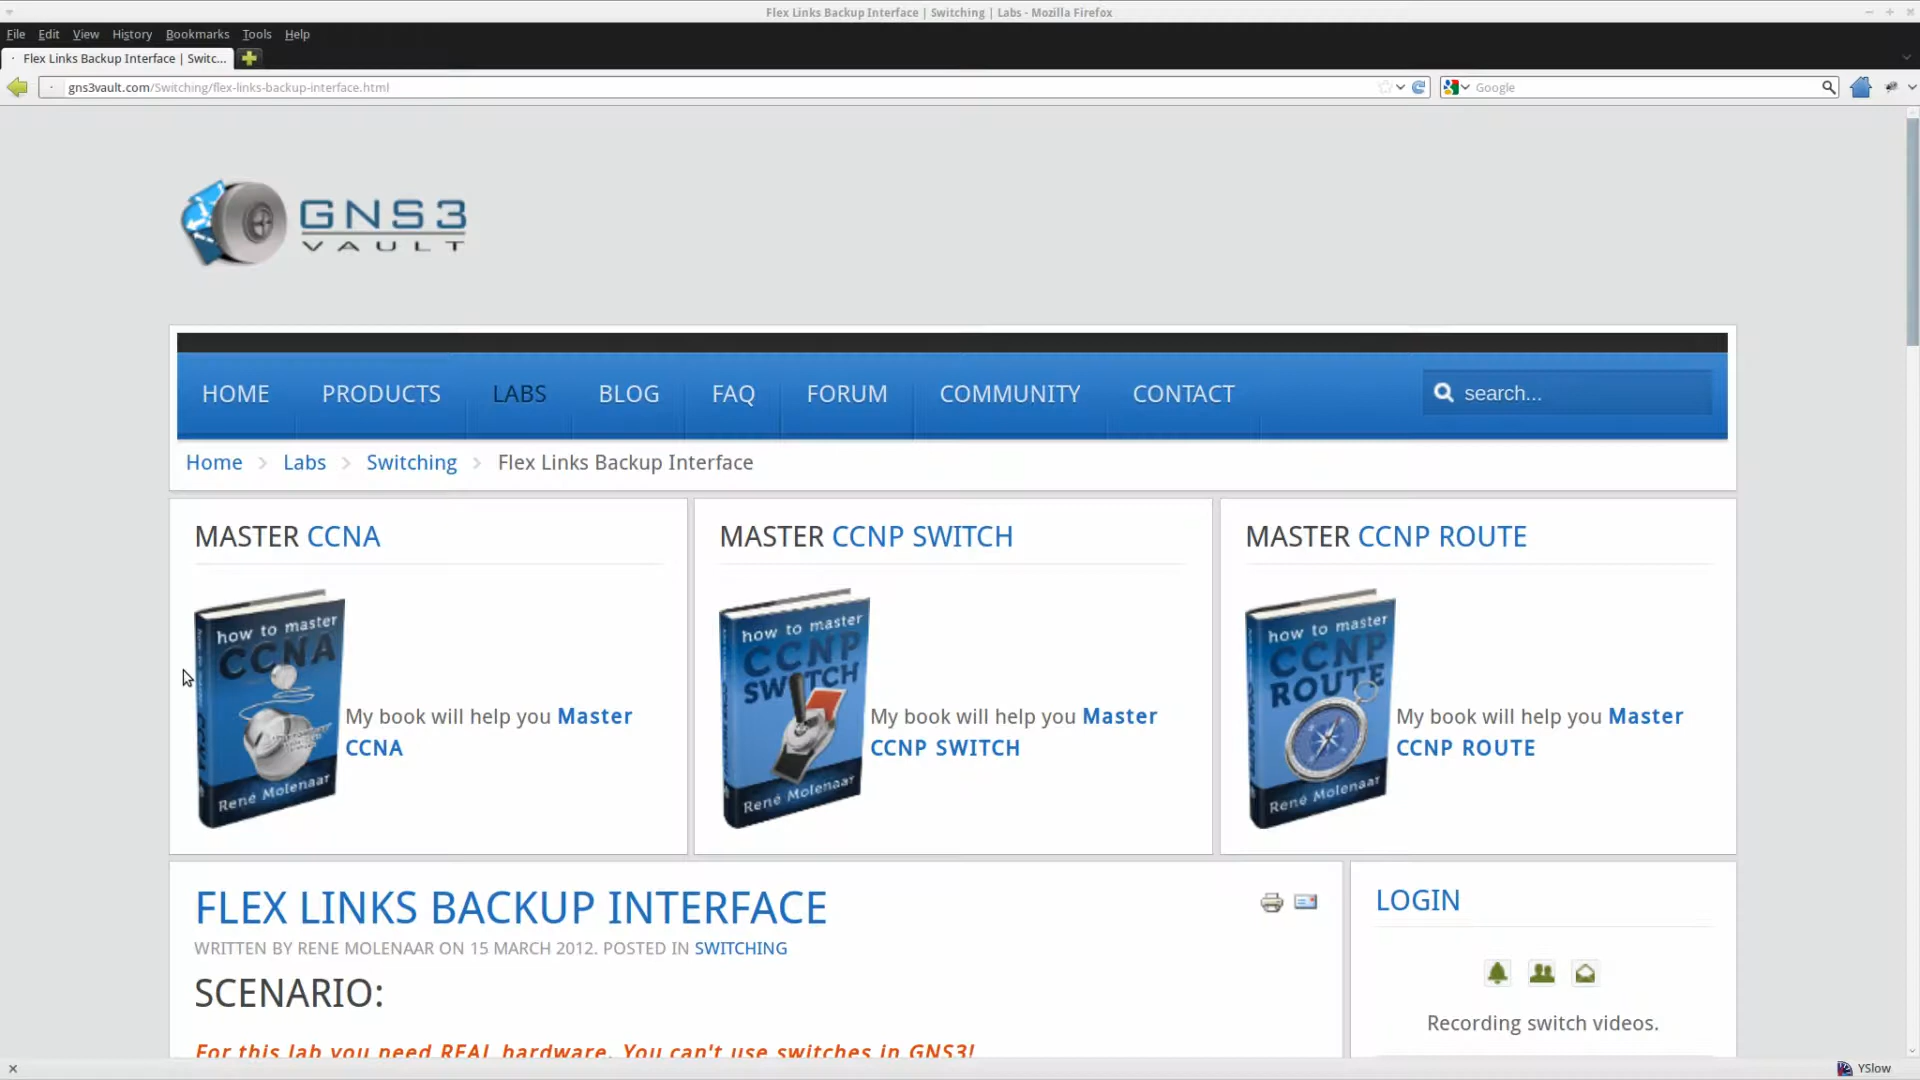 Flex Links Backup Interface | Switching | Labs - Mozilla Firefox
File Edit View History Bookmarks Tools Help
Flex Links Backup Interface | Switc...
gns3vault.com/Switching/flex-links-backup-interface.html
Google
GNS3
VAULT
HOME PRODUCTS LABS BLOG FAQ FORUM COMMUNITY CONTACT search...
Home Labs Switching Flex Links Backup Interface
MASTER CCNA
how to master
CCNA
René Molenaar
My book will help you Master
CCNA
MASTER CCNP SWITCH
how to master
CCNP
SWITCH
René Molenaar
My book will help you Master
CCNP SWITCH
MASTER CCNP ROUTE
how to master
CCNP
ROUTE
René Molenaar
My book will help you Master
CCNP ROUTE
FLEX LINKS BACKUP INTERFACE
WRITTEN BY RENE MOLENAAR ON 15 MARCH 2012. POSTED IN SWITCHING
SCENARIO:
For this lab you need REAL hardware. You can't use switches in GNS3!
LOGIN
Recording switch videos.
YSlow